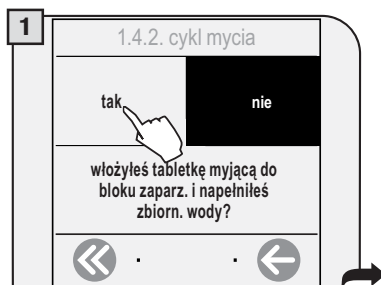 1
1.4.2. cykl mycia
tak nie
włożyłeś tabletkę myjącą do
bloku zaparz. i napełniłeś
zbiorn. wody?